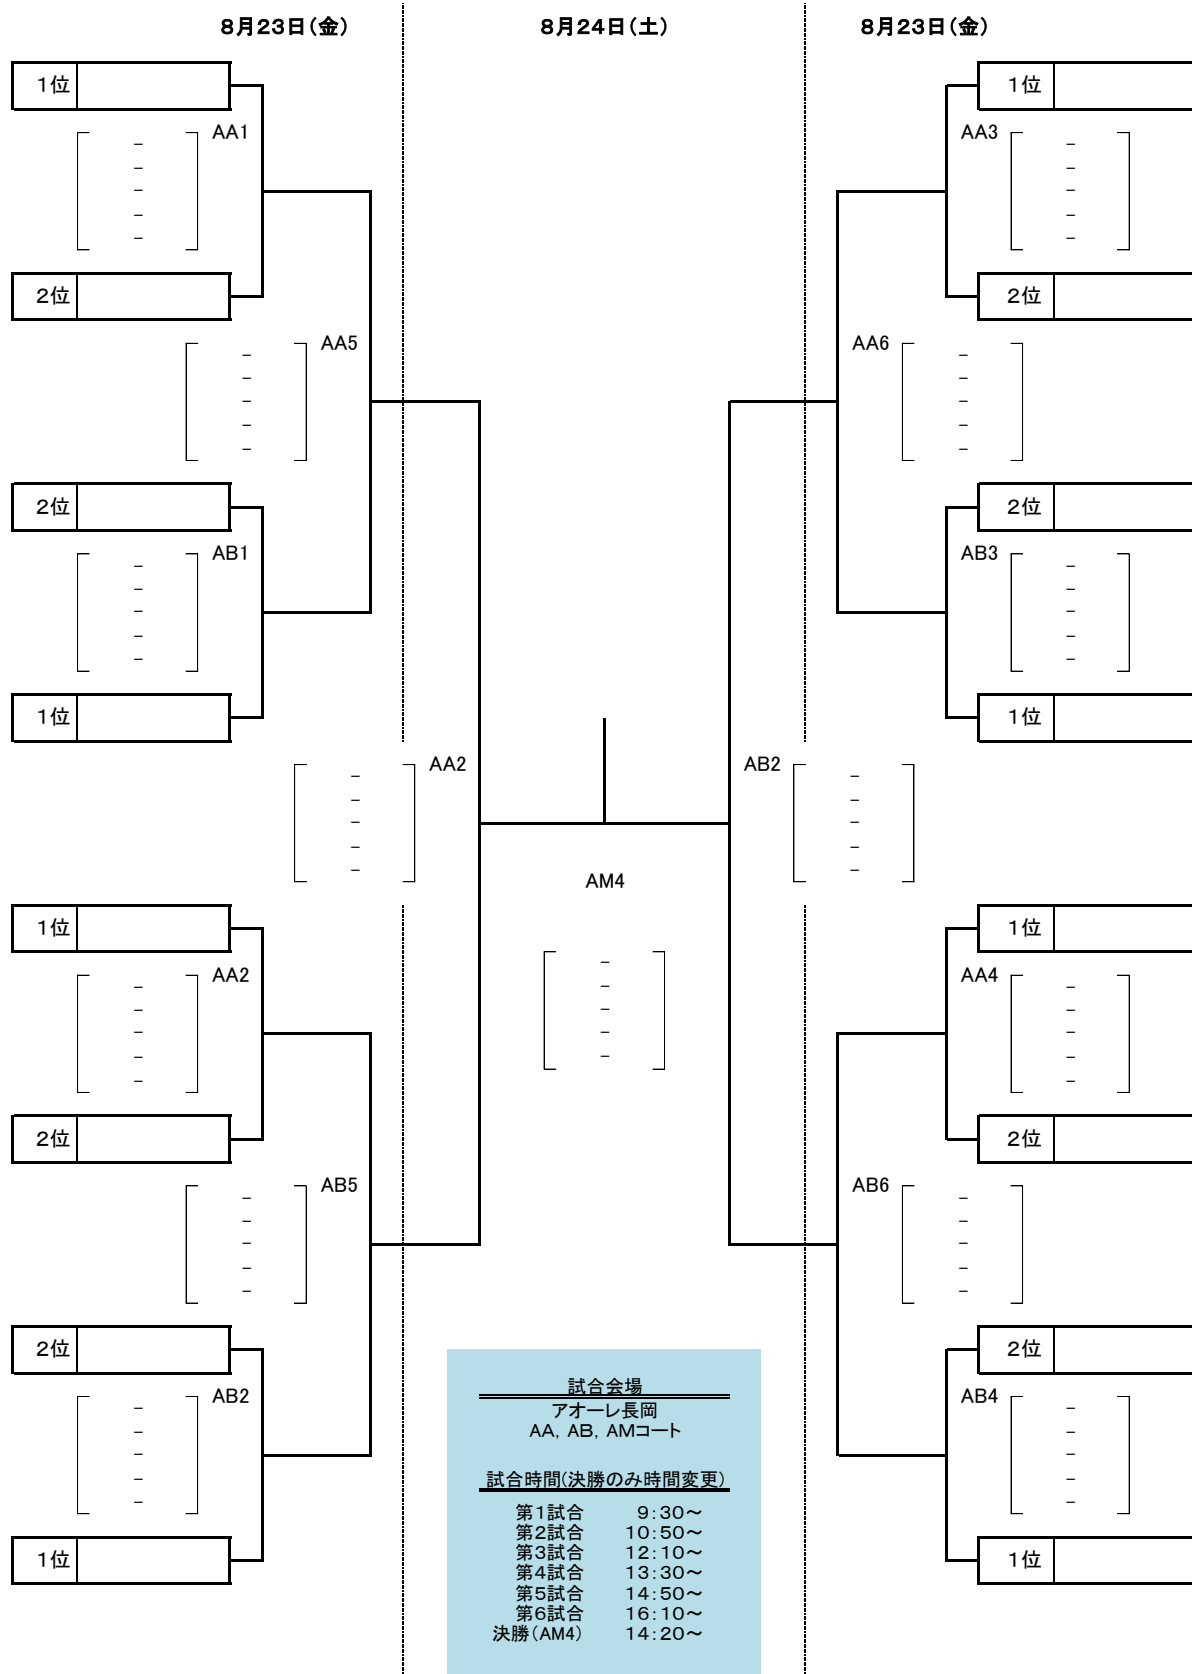 ８月２３日（金）
８月２４日（土）
８月２３日（金）
１位
１位
AA1
AA3
－
－
－
－
－
－
－
－
－
－
２位
２位
AA5
AA6
－
－
－
－
－
－
－
－
－
－
２位
２位
AB1
AB3
－
－
－
－
－
－
－
－
－
－
１位
１位
AA2
AB2
－
－
－
－
－
－
－
－
－
－
AM4
－
－
－
－
－
１位
１位
AA2
AA4
－
－
－
－
－
－
－
－
－
－
２位
２位
AB5
AB6
－
－
－
－
－
－
－
－
－
－
２位
２位
AB2
AB4
－
－
－
－
－
－
－
－
－
－
１位
１位
試合会場
アオーレ長岡
AA, AB, AMコート
試合時間(決勝のみ時間変更)
第１試合　９：３０～
第２試合　１０：５０～
第３試合　１２：１０～
第４試合　１３：３０～
第５試合　１４：５０～
第６試合　１６：１０～
決勝（AM4）　１４：２０～